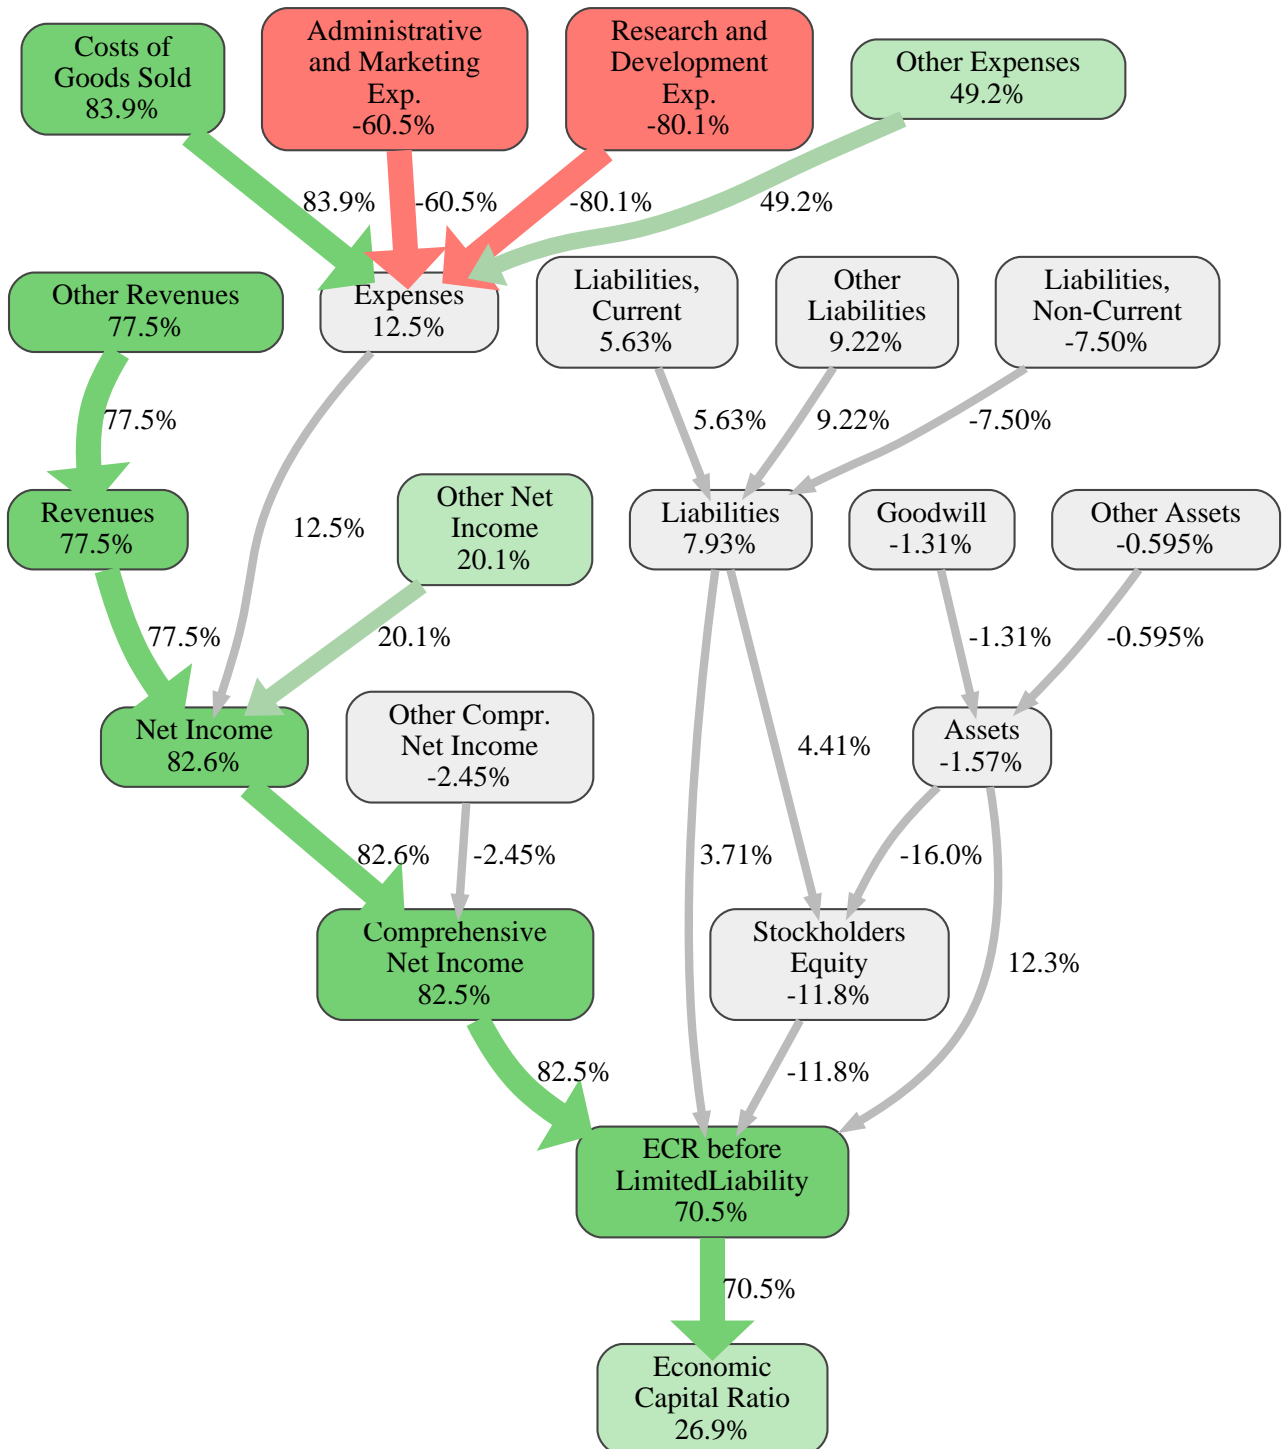 Costs of
Goods Sold
83.9%
Administrative
and Marketing
Exp.
-60.5%
Research and
Development
Exp.
-80.1%
Other Expenses
49.2%
83.9%
-60.5%
-80.1%
49.2%
Other Revenues
77.5%
Expenses
12.5%
Liabilities,
Current
5.63%
Other
Liabilities
9.22%
Liabilities,
Non-Current
-7.50%
77.5%
5.63%
9.22%
-7.50%
Revenues
77.5%
12.5%
Other Net
Income
20.1%
Liabilities
7.93%
Goodwill
-1.31%
Other Assets
-0.595%
77.5%
20.1%
-1.31%
-0.595%
Net Income
82.6%
Other Compr.
Net Income
-2.45%
4.41%
Assets
-1.57%
82.6%
-2.45%
3.71%
-16.0%
Comprehensive
Net Income
82.5%
Stockholders
Equity
-11.8%
12.3%
82.5%
-11.8%
ECR before
LimitedLiability
70.5%
70.5%
Economic
Capital Ratio
26.9%